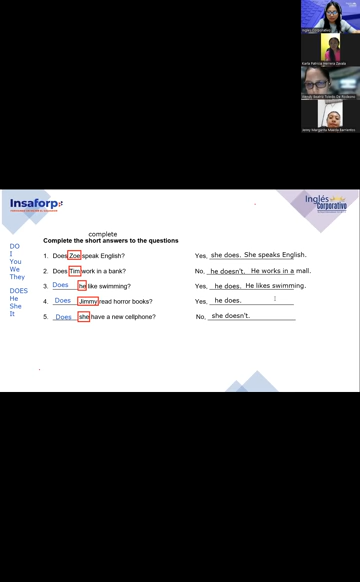 Insaforp
Inglés
Corporativo
complete
Complete the short answers to the questions
DO
I
You
We
They
DOES
He
She
It
1. Does Zoe speak English? Yes, she does. She speaks English.
2. Does Tim work in a bank? No, he doesn't. He works in a mall.
3. Does he like swimming? Yes, he does. He likes swimming.
4. Does Jimmy read horror books? Yes, he does.
5. Does she have a new cellphone? No, she doesn't.